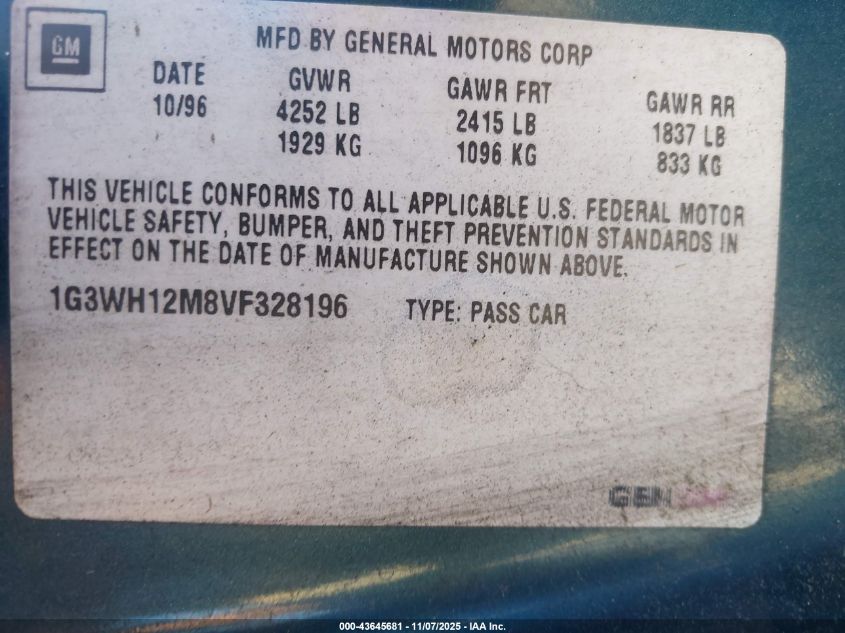 GM
MFD BY GENERAL MOTORS CORP
DATE GVWR GAWR FRT GAWR RR
10/96 4252 LB 2415 LB 1837 LB
1929 KG 1096 KG 833 KG
THIS VEHICLE CONFORMS TO ALL APPLICABLE U.S. FEDERAL MOTOR
VEHICLE SAFETY, BUMPER, AND THEFT PREVENTION STANDARDS IN
EFFECT ON THE DATE OF MANUFACTURE SHOWN ABOVE.
1G3WH12M8VF328196 TYPE: PASS CAR
000-43645681 - 11/07/2025 - IAA Inc.